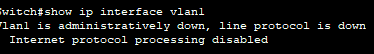 Switch#show ip interface vlan1
Vlan1 is administratively down, line protocol is down
  Internet protocol processing disabled